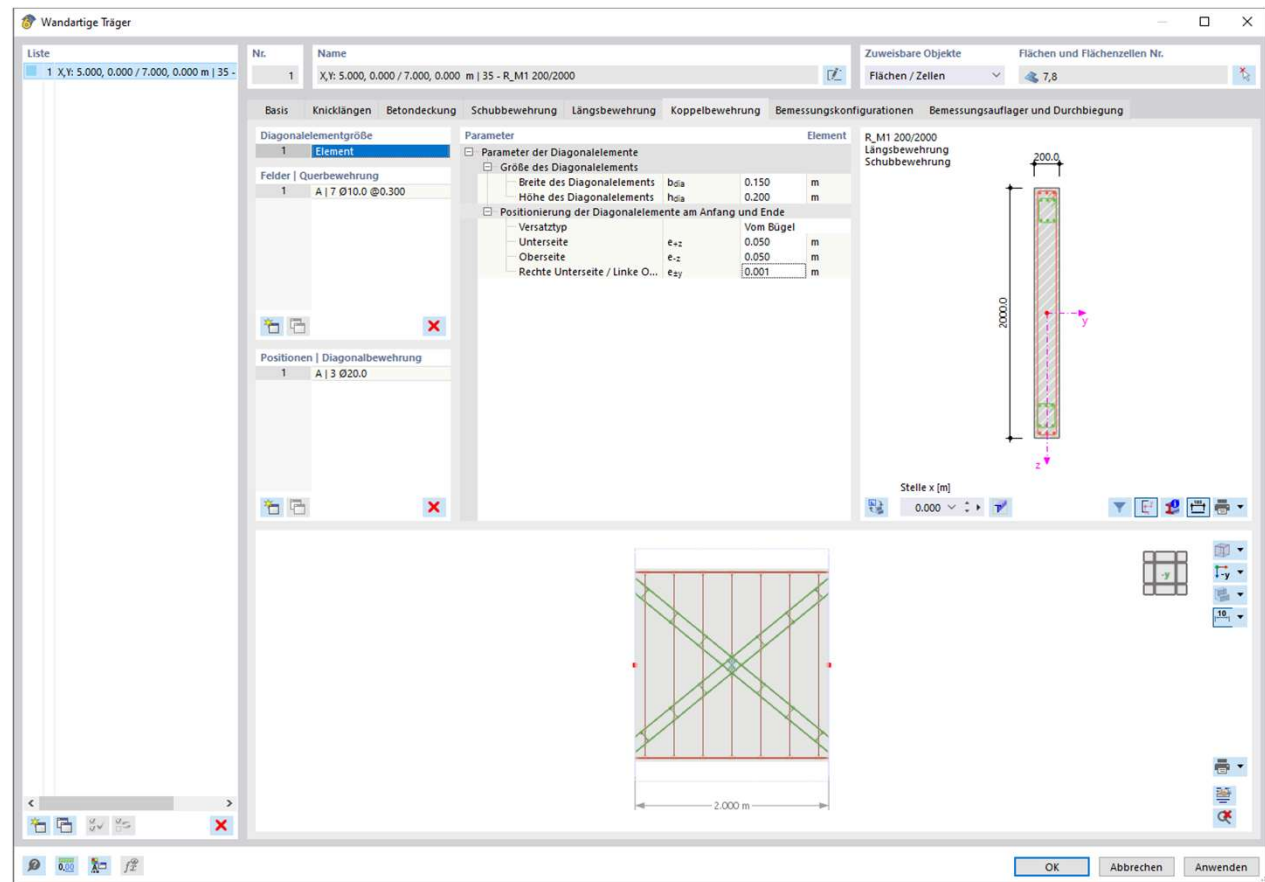 Wandartige Träger
Liste
1 X,Y: 5.000, 0.000 / 7.000, 0.000 m | 35 -
Nr.
1
Name
X,Y: 5.000, 0.000 / 7.000, 0.000 m | 35 - R_M1 200/2000
Zuweisbare Objekte
Flächen / Zellen
Flächen und Flächenzellen Nr.
7,8
Basis Knicklängen Betondeckung Schubbewehrung Längsbewehrung Koppelbewehrung Bemessungskonfigurationen Bemessungsauflager und Durchbiegung
Diagonalelementgröße
1 Element
Felder | Querbewehrung
1 A | 7 Ø10.0 @0.300
Positionen | Diagonalbewehrung
1 A | 3 Ø20.0
Parameter Element
Parameter der Diagonalelemente
Größe des Diagonalelements
Breite des Diagonalelements bdia 0.150 m
Höhe des Diagonalelements hdia 0.200 m
Positionierung der Diagonalelemente am Anfang und Ende
Versatztyp Vom Bügel
Unterseite e+z 0.050 m
Oberseite e-z 0.050 m
Rechte Unterseite / Linke O... e±y 0.001 m
R_M1 200/2000
Längsbewehrung
Schubbewehrung
200.0
2000.0
y
z
Stelle x [m]
0.000
-y
-y
10
2.000 m
0,00
OK Abbrechen Anwenden